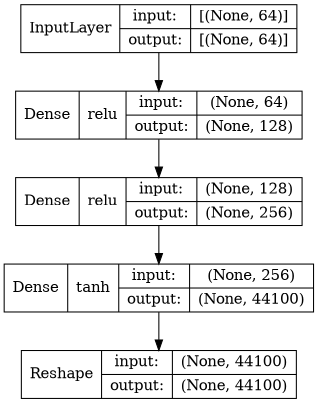 InputLayer input: [(None, 64)]
output: [(None, 64)]
Dense relu input: (None, 64)
output: (None, 128)
Dense relu input: (None, 128)
output: (None, 256)
Dense tanh input: (None, 256)
output: (None, 44100)
Reshape input: (None, 44100)
output: (None, 44100)